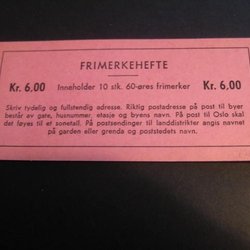 FRIMERKEHEFTE
Kr. 6,00 Inneholder 10 stk. 60-øres frimerker Kr. 6,00
Skriv tydelig og fullstendig adresse. Riktig postadresse på post til byer
består av gate, husnummer, etasje og byens navn. På post til Oslo skal
det føyes til et sonetall. På postsendinger til landdistrikter angis navnet
på garden eller grenda og poststedets navn.